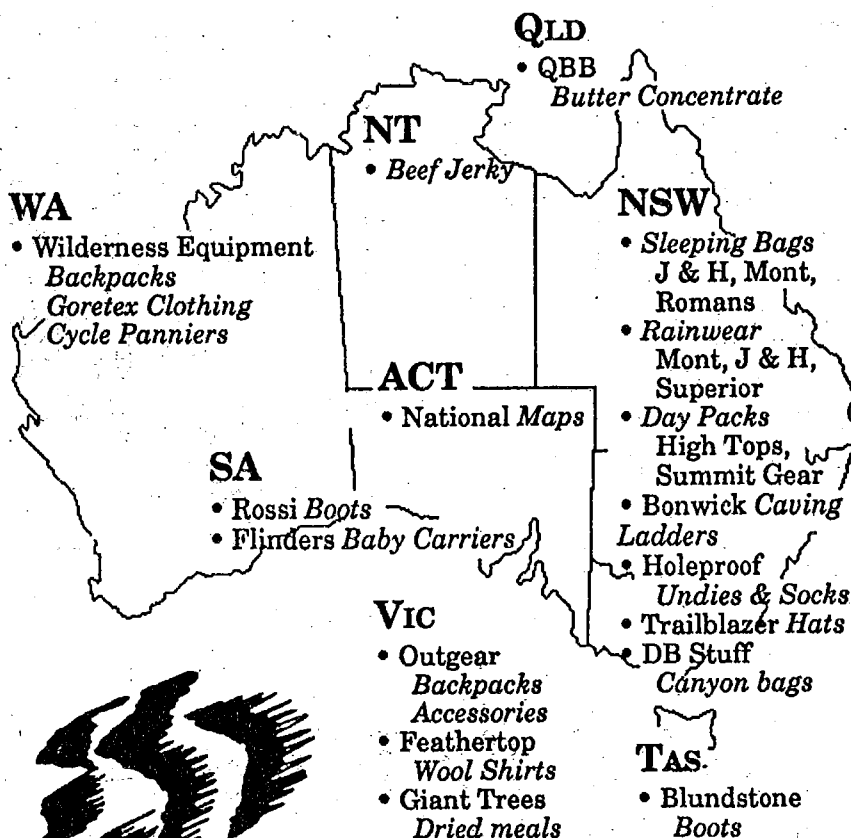 QLD
• QBB
Butter Concentrate
NT
• Beef Jerky
WA
• Wilderness Equipment
Backpacks
Goretex Clothing
Cycle Panniers
NSW
• Sleeping Bags
J & H, Mont,
Romans
• Rainwear
Mont, J & H,
Superior
• Day Packs
High Tops,
Summit Gear
• Bonwick Caving
Ladders
• Holeproof
Undies & Socks
• Trailblazer Hats
• DB Stuff
Canyon bags
ACT
• National Maps
SA
• Rossi Boots
• Flinders Baby Carriers
VIC
• Outgear
Backpacks
Accessories
• Feathertop
Wool Shirts
• Giant Trees
Dried meals
TAS.
• Blundstone
Boots